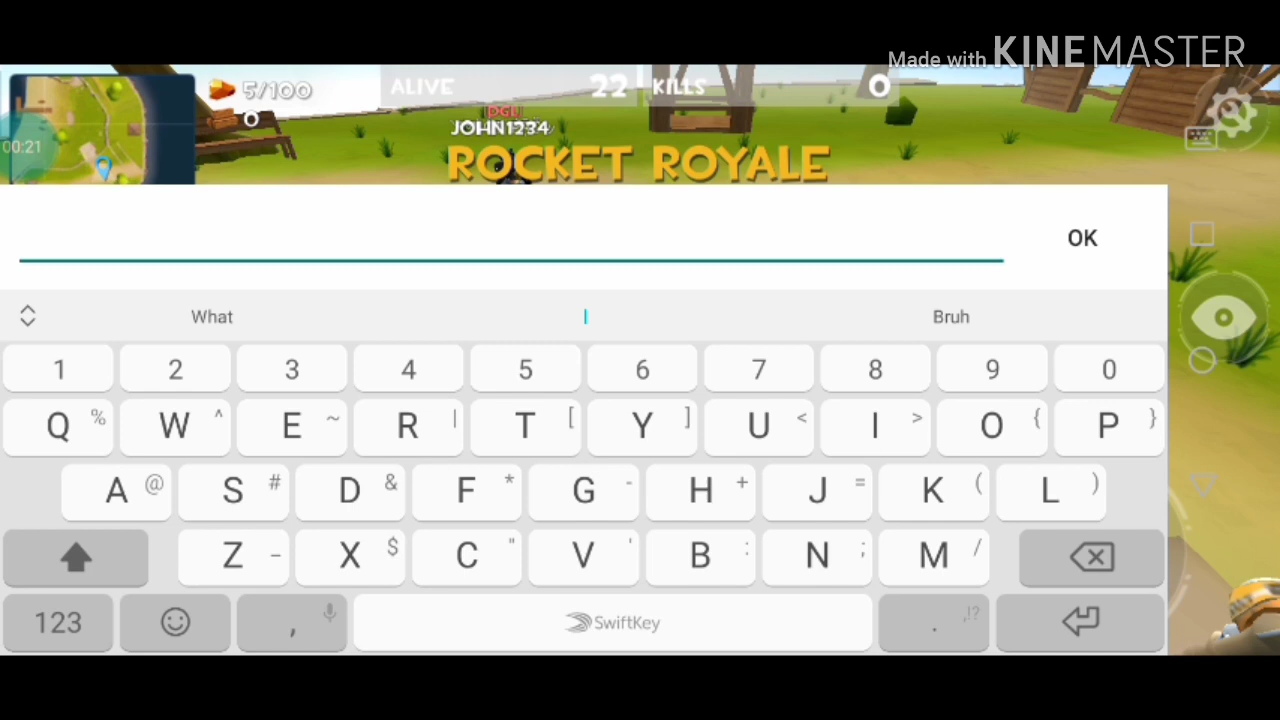 Made with KINEMASTER
5/100
ALIVE 22 KILLS 0
0
DGL
JOHN1234
00:21
ROCKET ROYALE
OK
What Bruh
1 2 3 4 5 6 7 8 9 0
Q % W ^ E ~ R | T [ Y ] U < I > O { P }
A @ S # D & F * G - H + J = K ( L )
Z _ X $ C " V ' B : N ; M /
123 , SwiftKey . ,!?